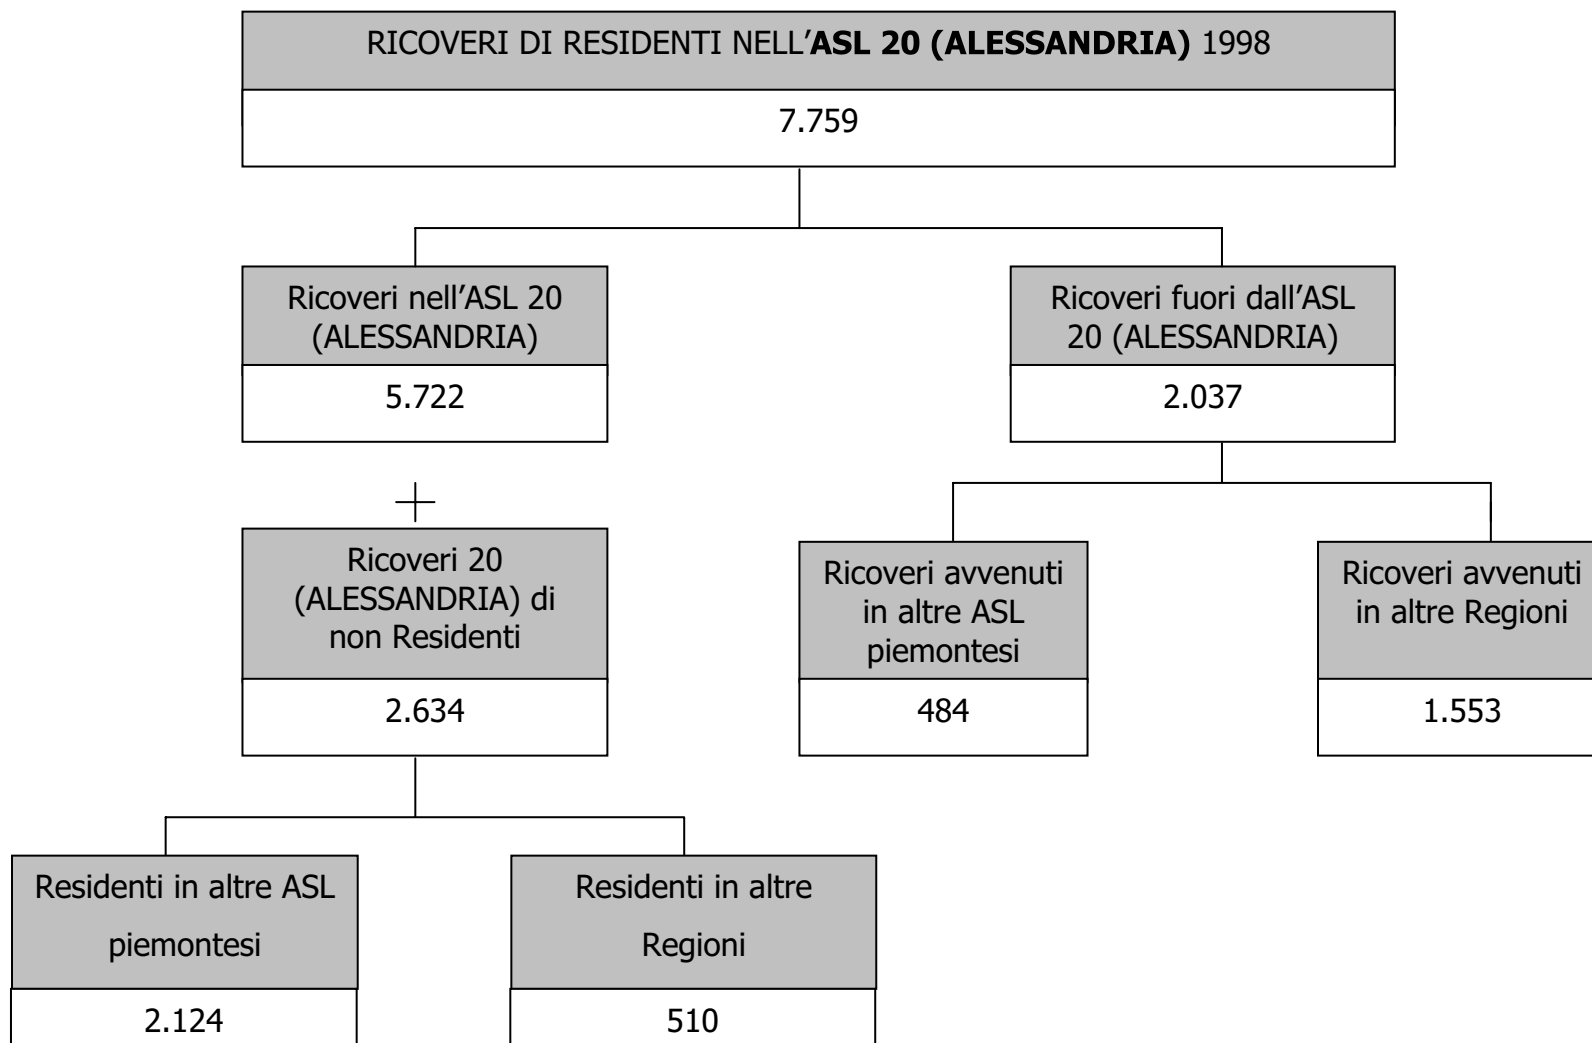 RICOVERI DI RESIDENTI NELL’ASL 20 (ALESSANDRIA) 1998
7.759
Ricoveri nell’ASL 20
(ALESSANDRIA)
5.722
Ricoveri fuori dall’ASL
20 (ALESSANDRIA)
2.037
Ricoveri 20
(ALESSANDRIA) di
non Residenti
2.634
Ricoveri avvenuti
in altre ASL
piemontesi
484
Ricoveri avvenuti
in altre Regioni
1.553
Residenti in altre ASL
piemontesi
2.124
Residenti in altre
Regioni
510